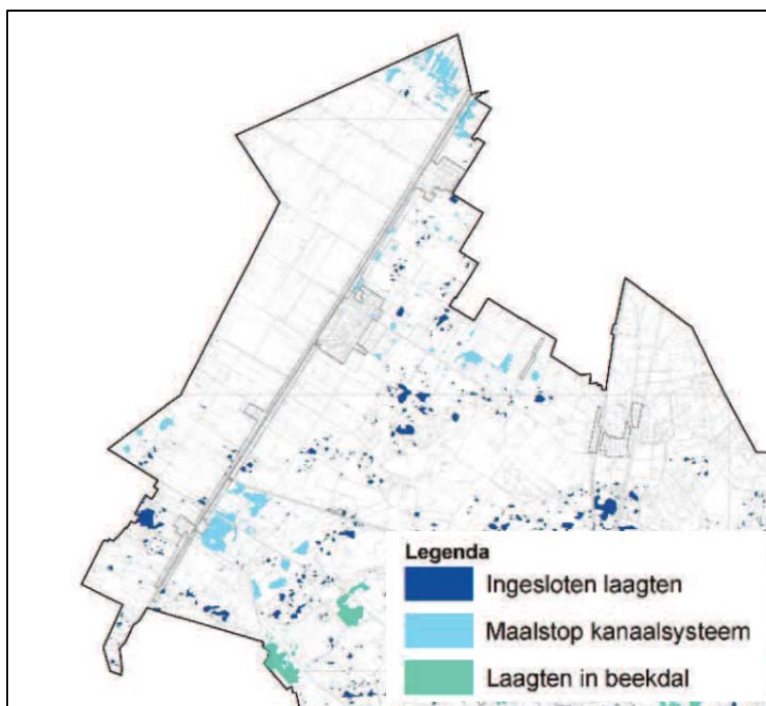 Legenda
Ingesloten laagten
Maalstop kanaalsysteem
Laagten in beekdal